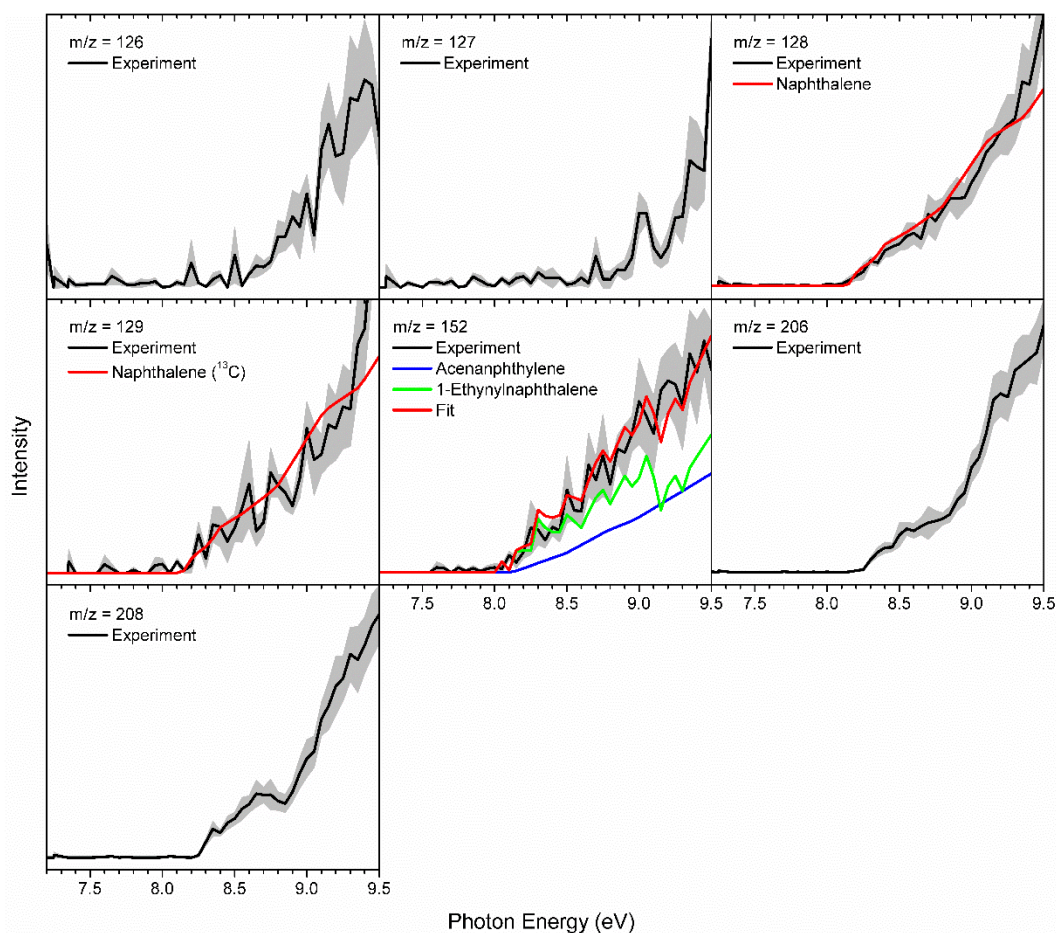 m/z = 126
Experiment
m/z = 127
Experiment
m/z = 128
Experiment
Naphthalene
m/z = 129
Experiment
Naphthalene (¹³C)
m/z = 152
Experiment
Acenanphthylene
1-Ethynylnaphthalene
Fit
m/z = 206
Experiment
7.5 8.0 8.5 9.0 9.5
7.5 8.0 8.5 9.0 9.5
m/z = 208
Experiment
7.5 8.0 8.5 9.0 9.5
Intensity
Photon Energy (eV)